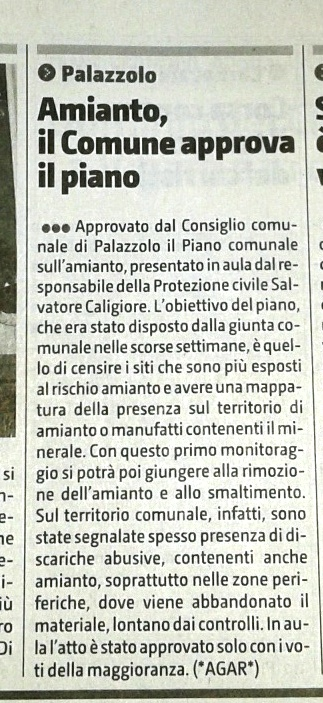 Palazzolo
Amianto,
il Comune approva
il piano
●●● Approvato dal Consiglio comu-
nale di Palazzolo il Piano comunale
sull'amianto, presentato in aula dal re-
sponsabile della Protezione civile Sal-
vatore Caligiore. L'obiettivo del piano,
che era stato disposto dalla giunta co-
munale nelle scorse settimane, è quel-
lo di censire i siti che sono più esposti
al rischio amianto e avere una mappa-
tura della presenza sul territorio di
amianto o manufatti contenenti il mi-
nerale. Con questo primo monitorag-
gio si potrà poi giungere alla rimozio-
ne dell'amianto e allo smaltimento.
Sul territorio comunale, infatti, sono
state segnalate spesso presenza di di-
scariche abusive, contenenti anche
amianto, soprattutto nelle zone peri-
feriche, dove viene abbandonato il
materiale, lontano dai controlli. In au-
la l'atto è stato approvato solo con i vo-
ti della maggioranza. (*AGAR*)